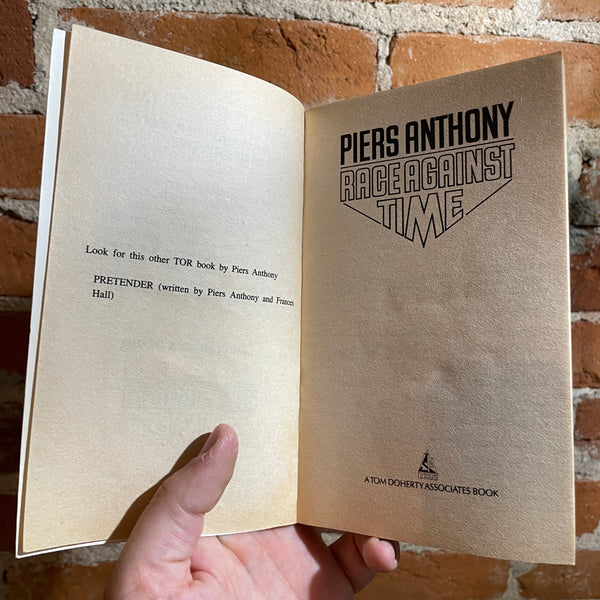 Look for this other TOR book by Piers Anthony
PRETENDER (written by Piers Anthony and Frances
Hall)
PIERS ANTHONY
RACE AGAINST
TIME
A TOM DOHERTY ASSOCIATES BOOK